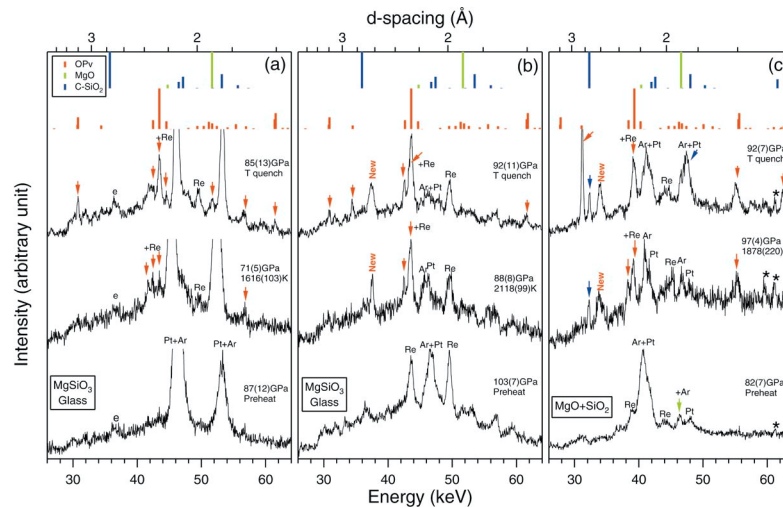 d-spacing (Å)
3 2 1
3 2 1
3 2 1
(a)
(b)
(c
OPv
MgO
C-SiO2
+Re
85(13)GPa
T quench
e
Re
+Re
71(5)GPa
1616(103)K
e
Re
Pt+Ar
Pt+Ar
MgSiO3
Glass
87(12)GPa
Preheat
e
New
+Re
Ar+Pt
Re
92(11)GPa
T quench
New
+Re
Ar
Pt
Re
88(8)GPa
2118(99)K
Re
Ar+Pt
Re
MgSiO3
Glass
103(7)GPa
Preheat
New
+Re
Ar+Pt
Re
Ar+Pt
92(7)GPa
T quench
*
New
+Re
Ar
Pt
Re
Ar
Pt
97(4)GPa
1878(220)
* *
Ar+Pt
Re
Re
+Ar
Pt
MgO+SiO2
82(7)GPa
Preheat
*
Intensity (arbitrary unit)
30 40 50 60
30 40 50 60
30 40 50 60
Energy (keV)